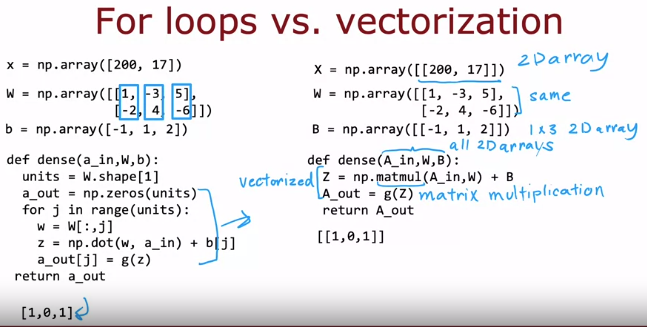 For loops vs. vectorization
x = np.array([200, 17])
W = np.array([[1, -3, 5],
[-2, 4, -6]])
b = np.array([-1, 1, 2])
def dense(a_in,W,b):
units = W.shape[1]
a_out = np.zeros(units)
for j in range(units):
w = W[:,j]
z = np.dot(w, a_in) + b[j]
a_out[j] = g(z)
return a_out
[1,0,1]
X = np.array([[200, 17]]) 2D array
W = np.array([[1, -3, 5],
[-2, 4, -6]]) same
B = np.array([[-1, 1, 2]]) 1 x 3 2D array
all 2D arrays
def dense(A_in,W,B):
vectorized Z = np.matmul(A_in,W) + B
A_out = g(Z) matrix multiplication
return A_out
[[1,0,1]]